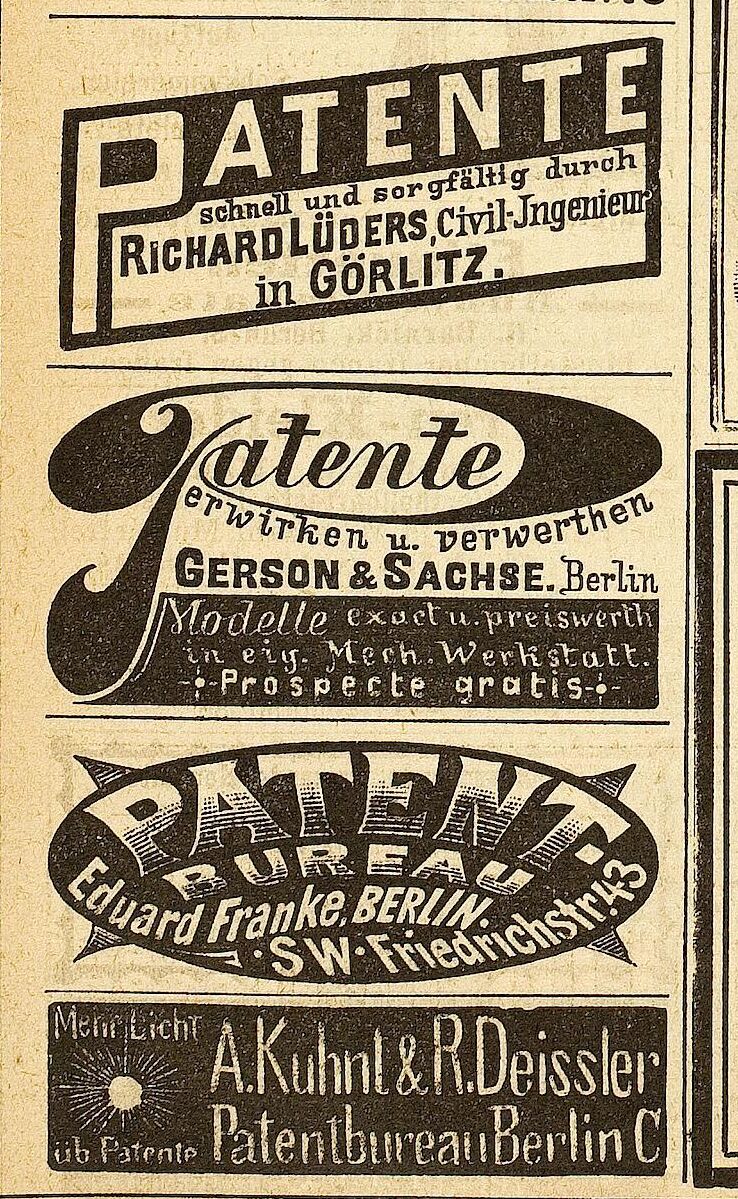 PATENTE
schnell und sorgfältig durch
RICHARD LÜDERS, Civil-Jngenieur
in GÖRLITZ.
Patente
erwirken u. verwerthen
GERSON & SACHSE. Berlin
Modelle exact u. preiswerth
in eig. Mech. Werkstatt.
Prospecte gratis
PATENT-
BUREAU
Eduard Franke, BERLIN.
SW. Friedrichstr. 43
Mehr Licht
üb Patente
A. Kuhnt & R. Deissler
Patentbureau Berlin C